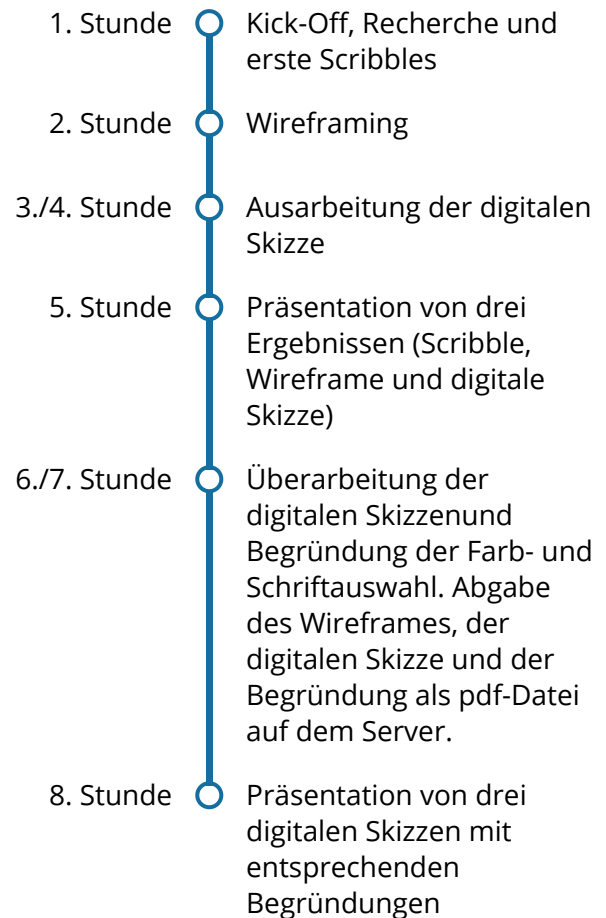 1. Stunde Kick-Off, Recherche und
erste Scribbles
2. Stunde Wireframing
3./4. Stunde Ausarbeitung der digitalen
Skizze
5. Stunde Präsentation von drei
Ergebnissen (Scribble,
Wireframe und digitale
Skizze)
6./7. Stunde Überarbeitung der
digitalen Skizzenund
Begründung der Farb- und
Schriftauswahl. Abgabe
des Wireframes, der
digitalen Skizze und der
Begründung als pdf-Datei
auf dem Server.
8. Stunde Präsentation von drei
digitalen Skizzen mit
entsprechenden
Begründungen